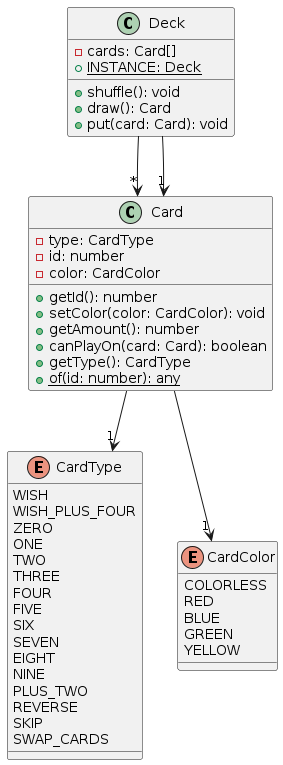 C Deck
cards: Card[]
INSTANCE: Deck
shuffle(): void
draw(): Card
put(card: Card): void
* 1
C Card
type: CardType
id: number
color: CardColor
getId(): number
setColor(color: CardColor): void
getAmount(): number
canPlayOn(card: Card): boolean
getType(): CardType
of(id: number): any
1
E CardType
WISH
WISH_PLUS_FOUR
ZERO
ONE
TWO
THREE
FOUR
FIVE
SIX
SEVEN
EIGHT
NINE
PLUS_TWO
REVERSE
SKIP
SWAP_CARDS
1
E CardColor
COLORLESS
RED
BLUE
GREEN
YELLOW